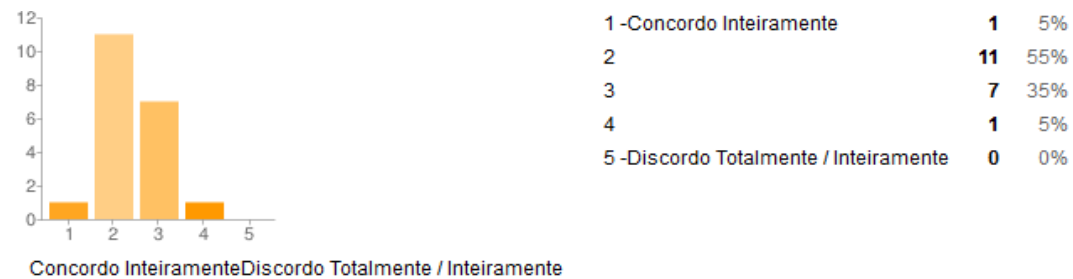 12
10
8
6
4
2
0
1 2 3 4 5
Concordo InteiramenteDiscordo Totalmente / Inteiramente
1 -Concordo Inteiramente 1 5%
2 11 55%
3 7 35%
4 1 5%
5 -Discordo Totalmente / Inteiramente 0 0%